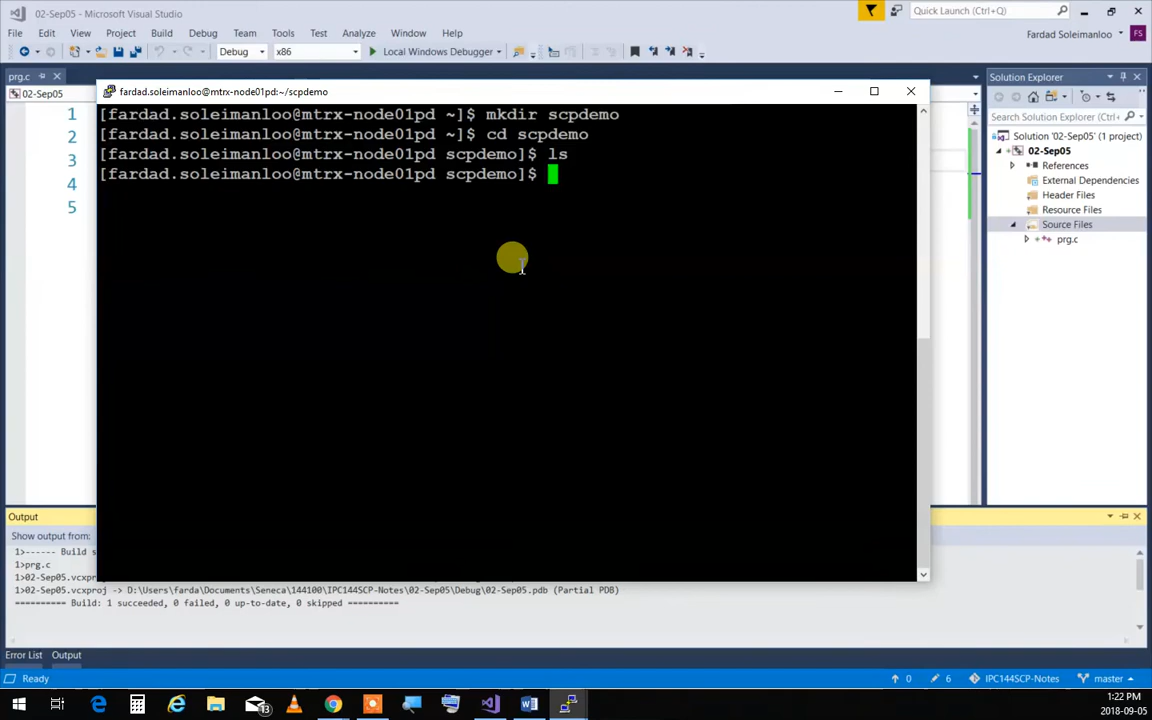 02-Sep05 - Microsoft Visual Studio
Quick Launch (Ctrl+Q)
File Edit View Project Build Debug Team Tools Test Analyze Window Help
Fardad Soleimanloo FS
Debug x86 Local Windows Debugger
prg.c
02-Sep05
fardad.soleimanloo@mtrx-node01pd:~/scpdemo
[fardad.soleimanloo@mtrx-node01pd ~]$ mkdir scpdemo
[fardad.soleimanloo@mtrx-node01pd ~]$ cd scpdemo
[fardad.soleimanloo@mtrx-node01pd scpdemo]$ ls
[fardad.soleimanloo@mtrx-node01pd scpdemo]$
1
2
3
4
5
Solution Explorer
Search Solution Explorer (Ctrl+
Solution '02-Sep05' (1 project)
02-Sep05
References
External Dependencies
Header Files
Resource Files
Source Files
prg.c
Output
Show output from:
1>------ Build s
1>prg.c
1>02-Sep05.vcxpro
1>02-Sep05.vcxproj -> D:\Users\farda\Documents\Seneca\144100\IPC144SCP-Notes\02-Sep05\Debug\02-Sep05.pdb (Partial PDB)
========== Build: 1 succeeded, 0 failed, 0 up-to-date, 0 skipped ==========
Error List Output
Ready 0 6 IPC144SCP-Notes master
13
1:22 PM
2018-09-05